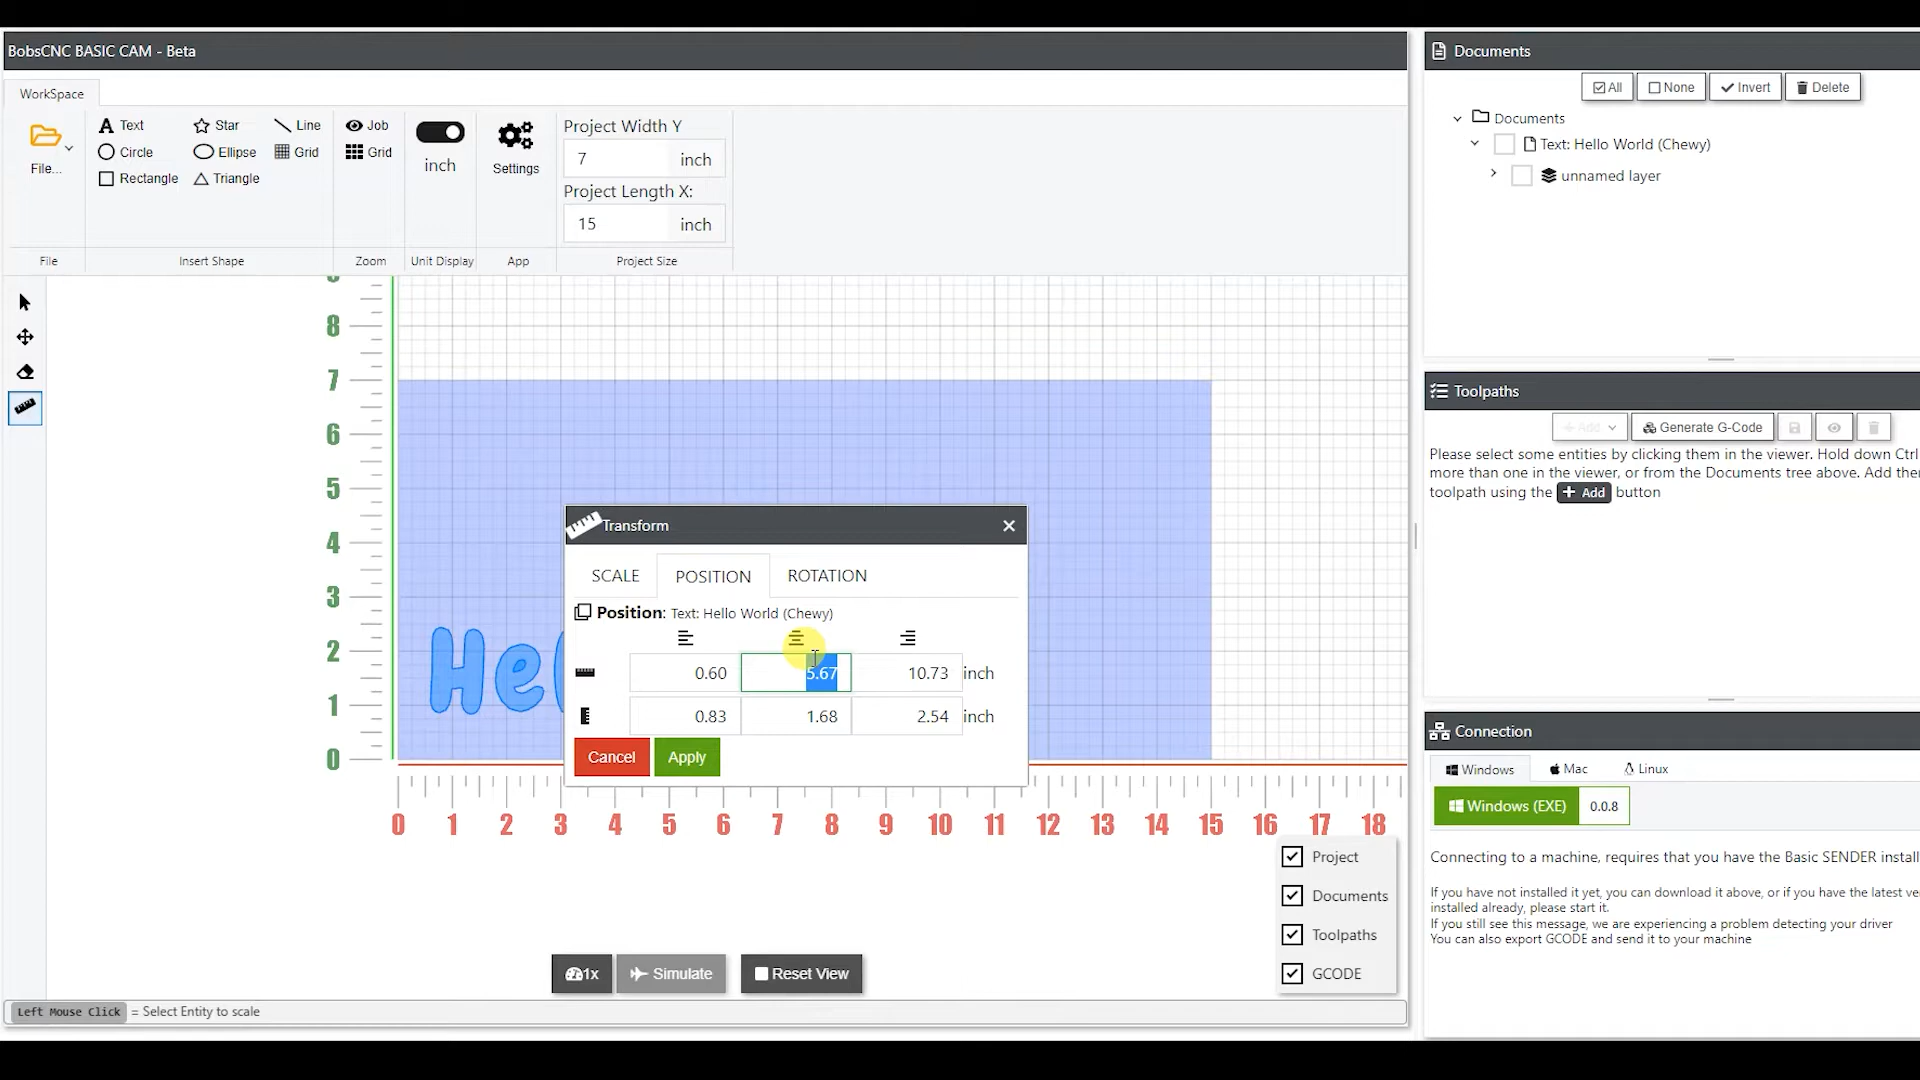 BobsCNC BASIC CAM - Beta
WorkSpace
File...
Text
Star
Line
Circle
Ellipse
Grid
Rectangle
Triangle
Job
Grid
inch
Settings
Project Width Y
7 inch
Project Length X:
15 inch
File
Insert Shape
Zoom
Unit Display
App
Project Size
8
7
6
5
4
3
2
1
0
Hel
Transform
SCALE POSITION ROTATION
Position: Text: Hello World (Chewy)
0.60 5.67 10.73 inch
0.83 1.68 2.54 inch
Cancel Apply
0 1 2 3 4 5 6 7 8 9 10 11 12 13 14 15 16 17 18
Project
Documents
Toolpaths
GCODE
1x Simulate Reset View
Left Mouse Click = Select Entity to scale
Documents
All None Invert Delete
Documents
Text: Hello World (Chewy)
unnamed layer
Toolpaths
+ Add Generate G-Code
Please select some entities by clicking them in the viewer. Hold down Ctrl
more than one in the viewer, or from the Documents tree above. Add the
toolpath using the + Add button
Connection
Windows Mac Linux
Windows (EXE) 0.0.8
Connecting to a machine, requires that you have the Basic SENDER install
If you have not installed it yet, you can download it above, or if you have the latest ve
installed already, please start it.
If you still see this message, we are experiencing a problem detecting your driver
You can also export GCODE and send it to your machine